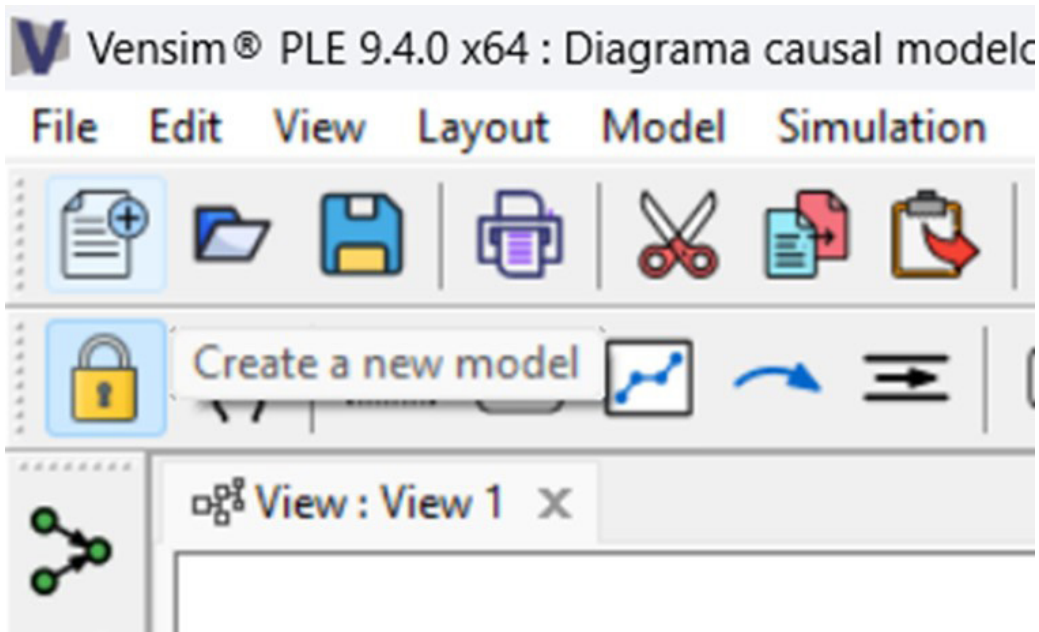 Vensim® PLE 9.4.0 x64 : Diagrama causal modelo
File Edit View Layout Model Simulation
Create a new model
View : View 1